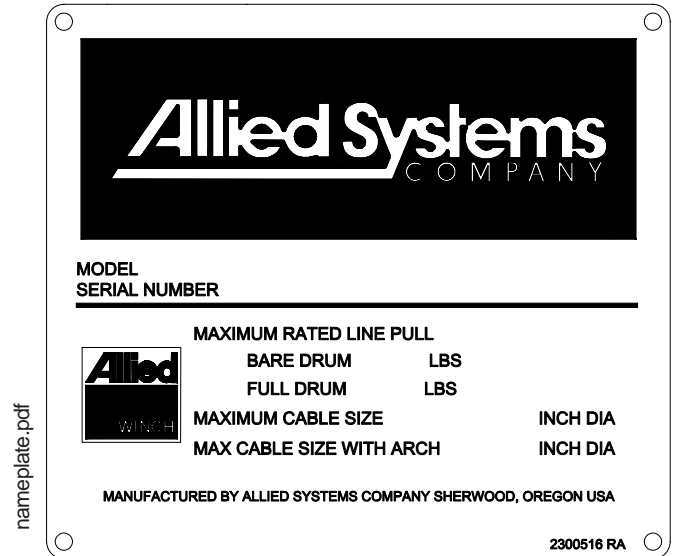 Allied Systems
COMPANY
MODEL
SERIAL NUMBER
MAXIMUM RATED LINE PULL
BARE DRUM LBS
FULL DRUM LBS
Allied
WINCH
MAXIMUM CABLE SIZE INCH DIA
MAX CABLE SIZE WITH ARCH INCH DIA
MANUFACTURED BY ALLIED SYSTEMS COMPANY SHERWOOD, OREGON USA
2300516 RA
nameplate.pdf